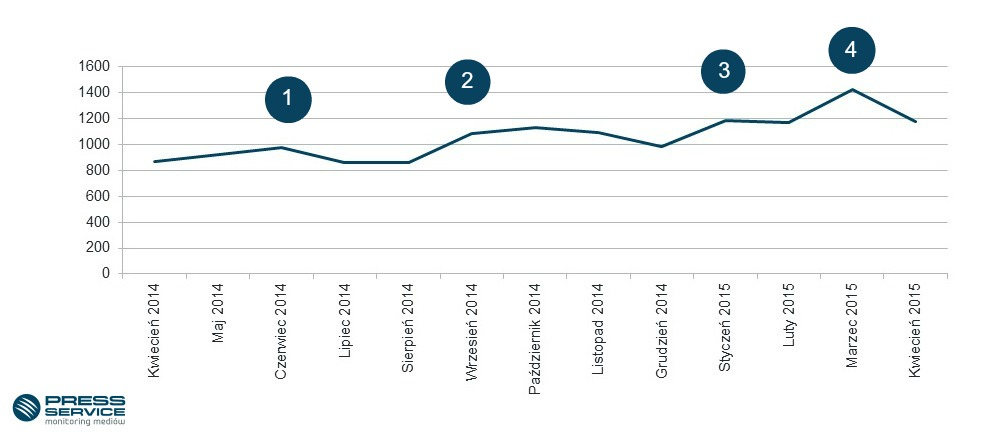 1
2
3
4
1600
1400
1200
1000
800
600
400
200
0
Kwiecień 2014
Maj 2014
Czerwiec 2014
Lipiec 2014
Sierpień 2014
Wrzesień 2014
Październik 2014
Listopad 2014
Grudzień 2014
Styczeń 2015
Luty 2015
Marzec 2015
Kwiecień 2015
PRESS
SERVICE
monitoring mediów